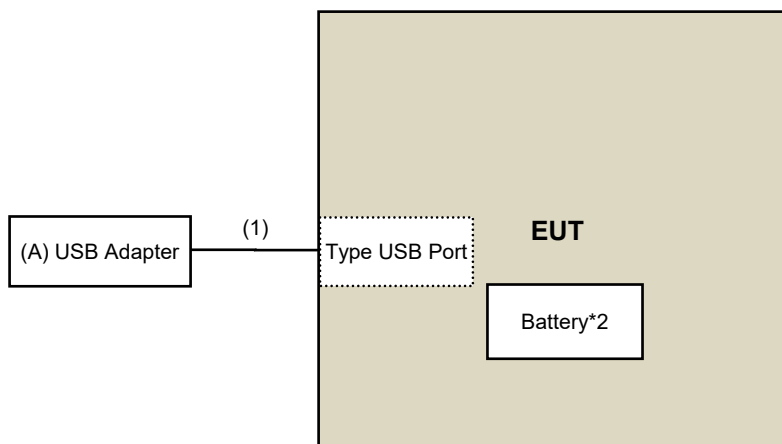 (1)
(A) USB Adapter
Type USB Port
EUT
Battery*2